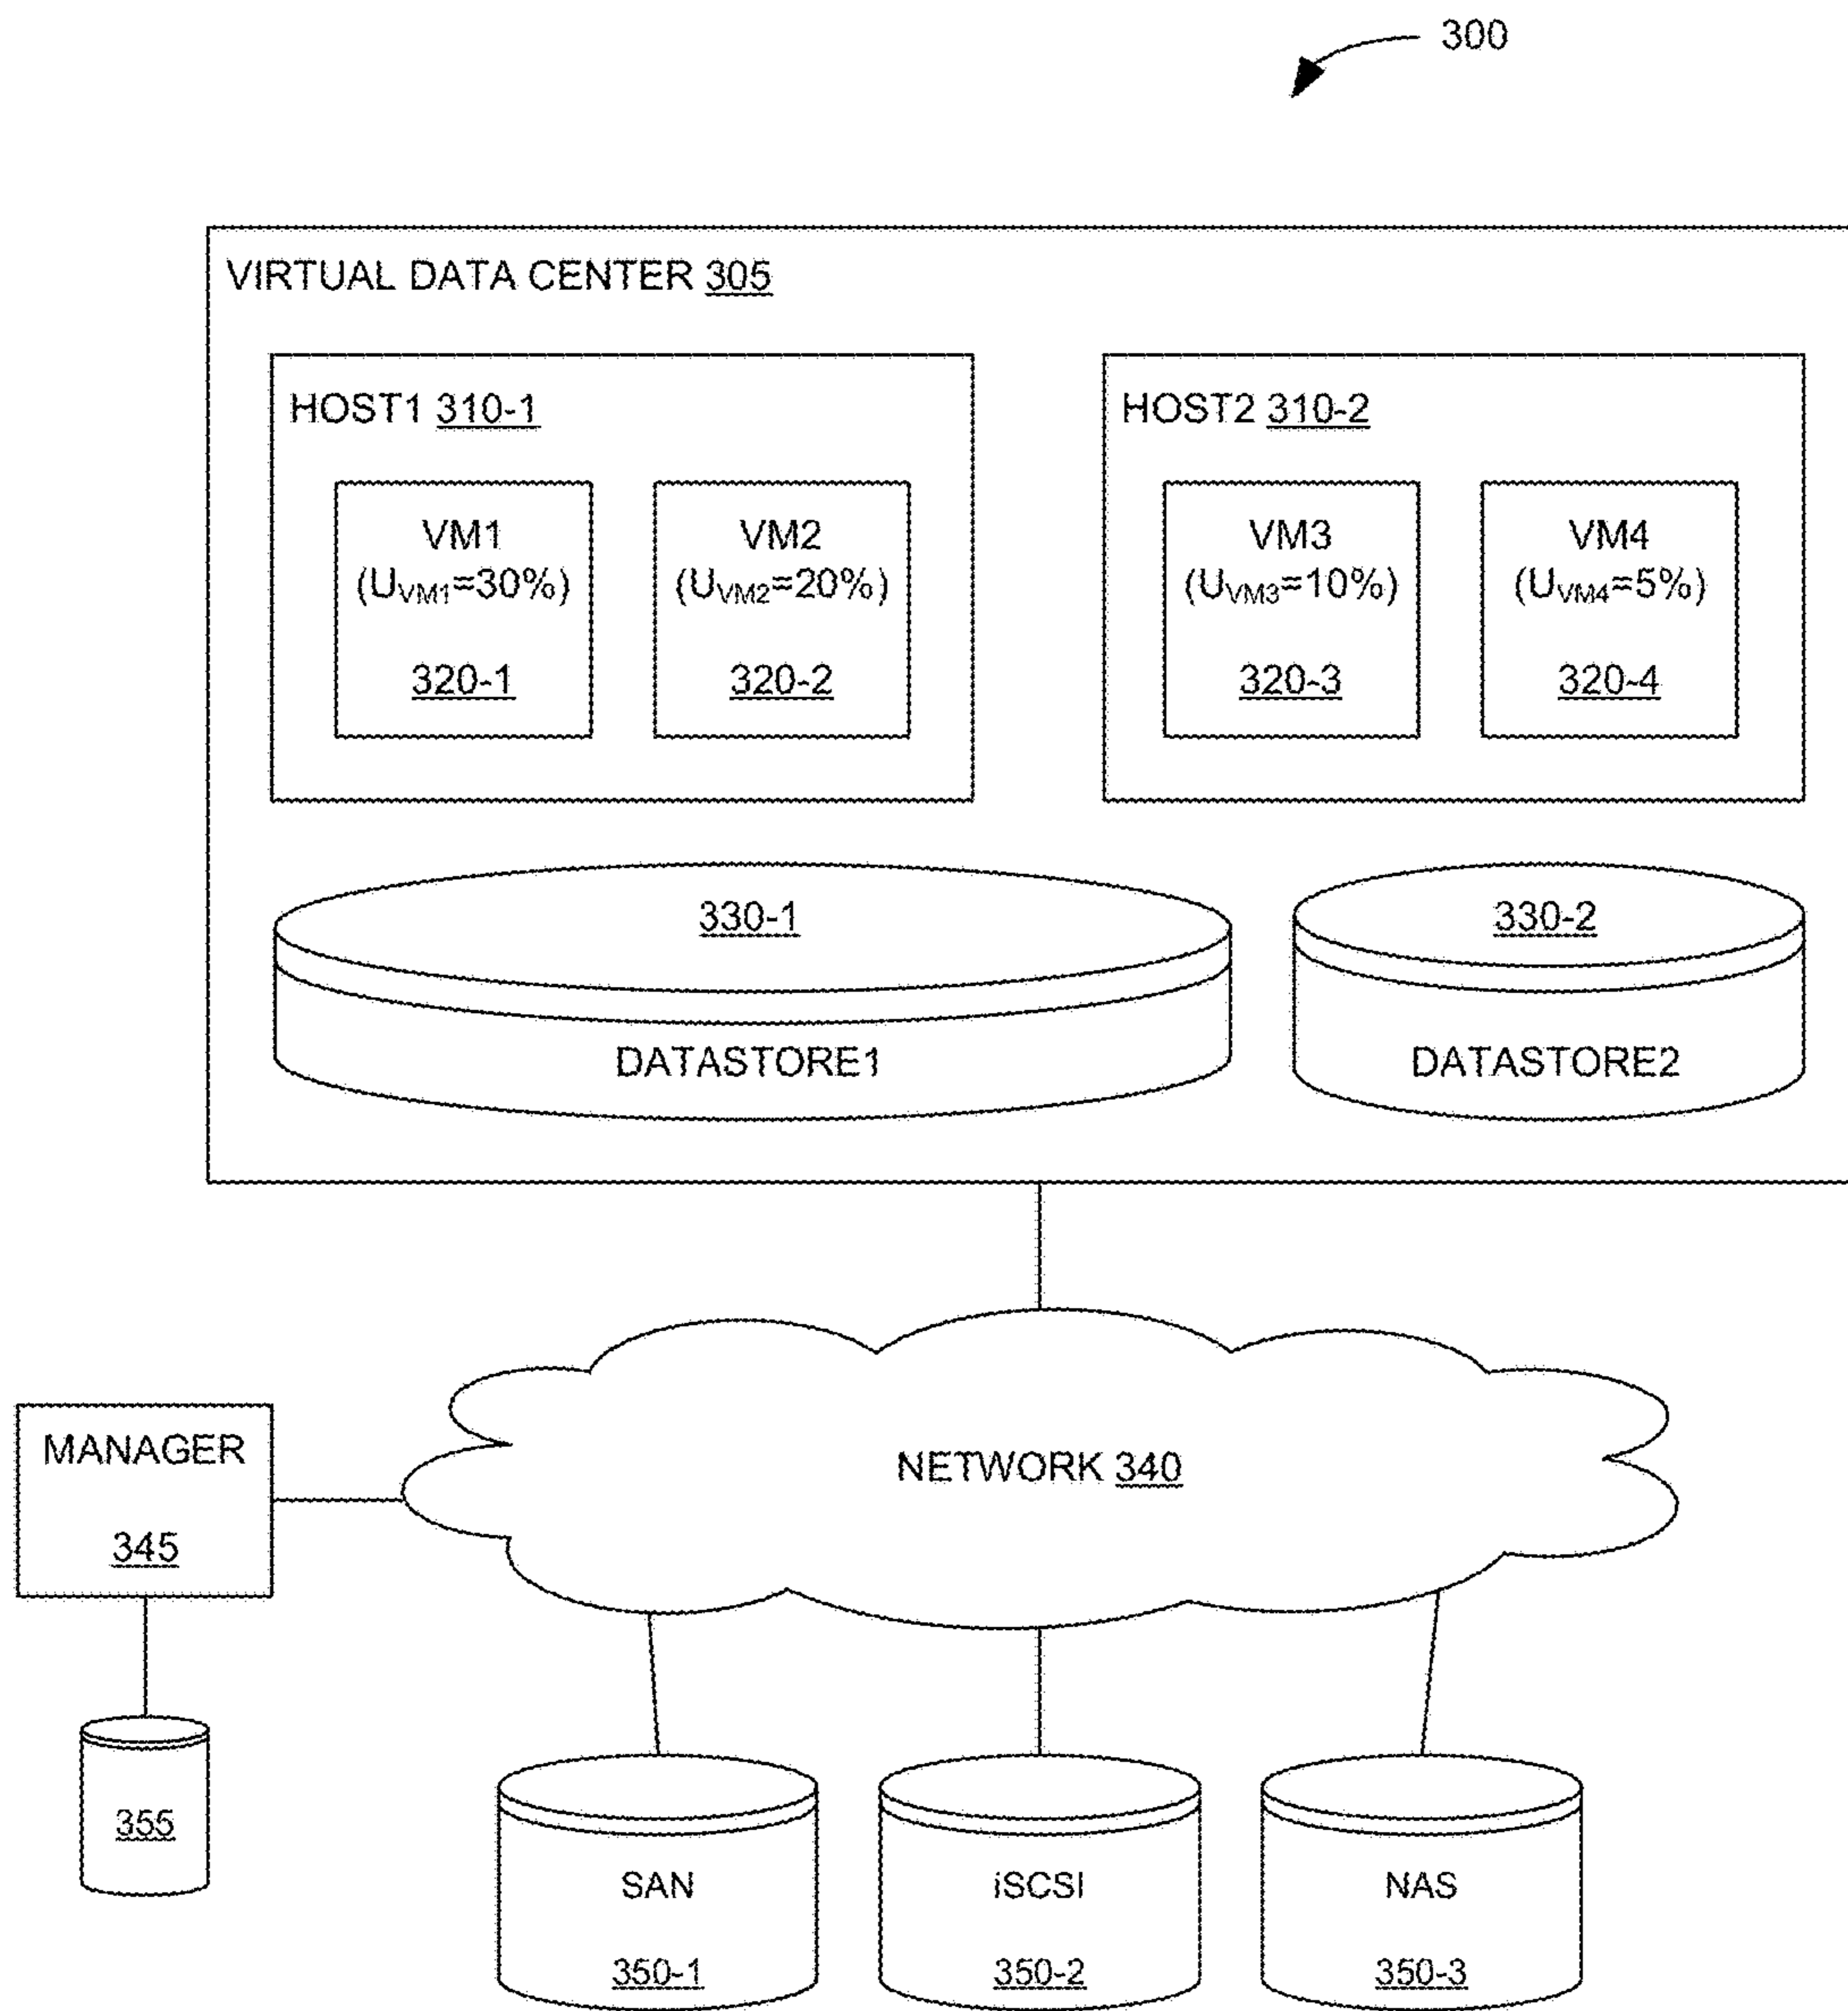 300
VIRTUAL DATA CENTER 305
HOST1 310-1
VM1
(UVM1=30%)
320-1
VM2
(UVM2=20%)
320-2
HOST2 310-2
VM3
(UVM3=10%)
320-3
VM4
(UVM4=5%)
320-4
330-1
DATASTORE1
330-2
DATASTORE2
NETWORK 340
MANAGER
345
355
SAN
350-1
iSCSI
350-2
NAS
350-3